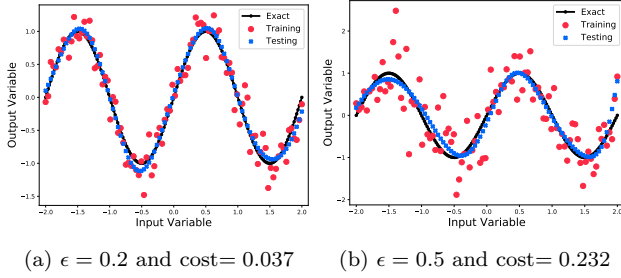 Exact
Training
Testing
Output Variable
1.0
0.5
0.0
−0.5
−1.0
−1.5
−2.0 −1.5 −1.0 −0.5 0.0 0.5 1.0 1.5 2.0
Input Variable
(a) ϵ = 0.2 and cost= 0.037
Exact
Training
Testing
Output Variable
2
1
0
−1
−2
−2.0 −1.5 −1.0 −0.5 0.0 0.5 1.0 1.5 2.0
Input Variable
(b) ϵ = 0.5 and cost= 0.232